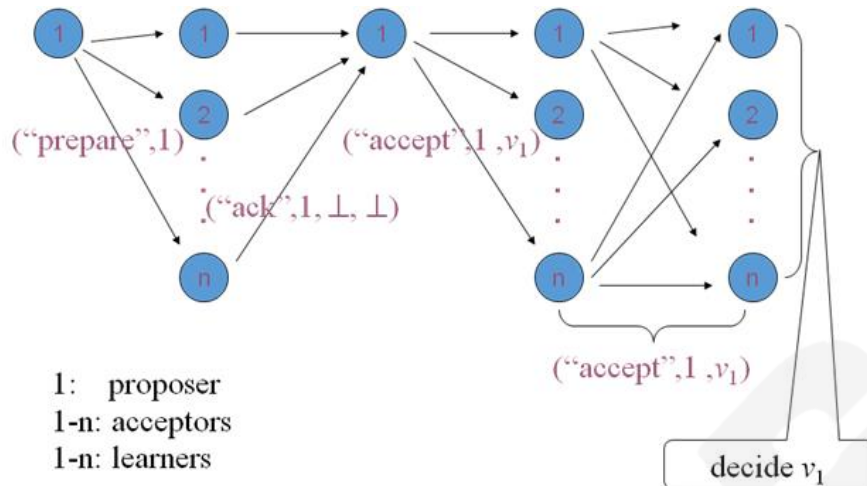 1 1 1 1 1
2 2 2
("prepare",1) ("accept",1 ,v₁)
("ack",1, ⊥, ⊥)
n n n
("accept",1 ,v₁)
1: proposer
1-n: acceptors
1-n: learners
decide v₁